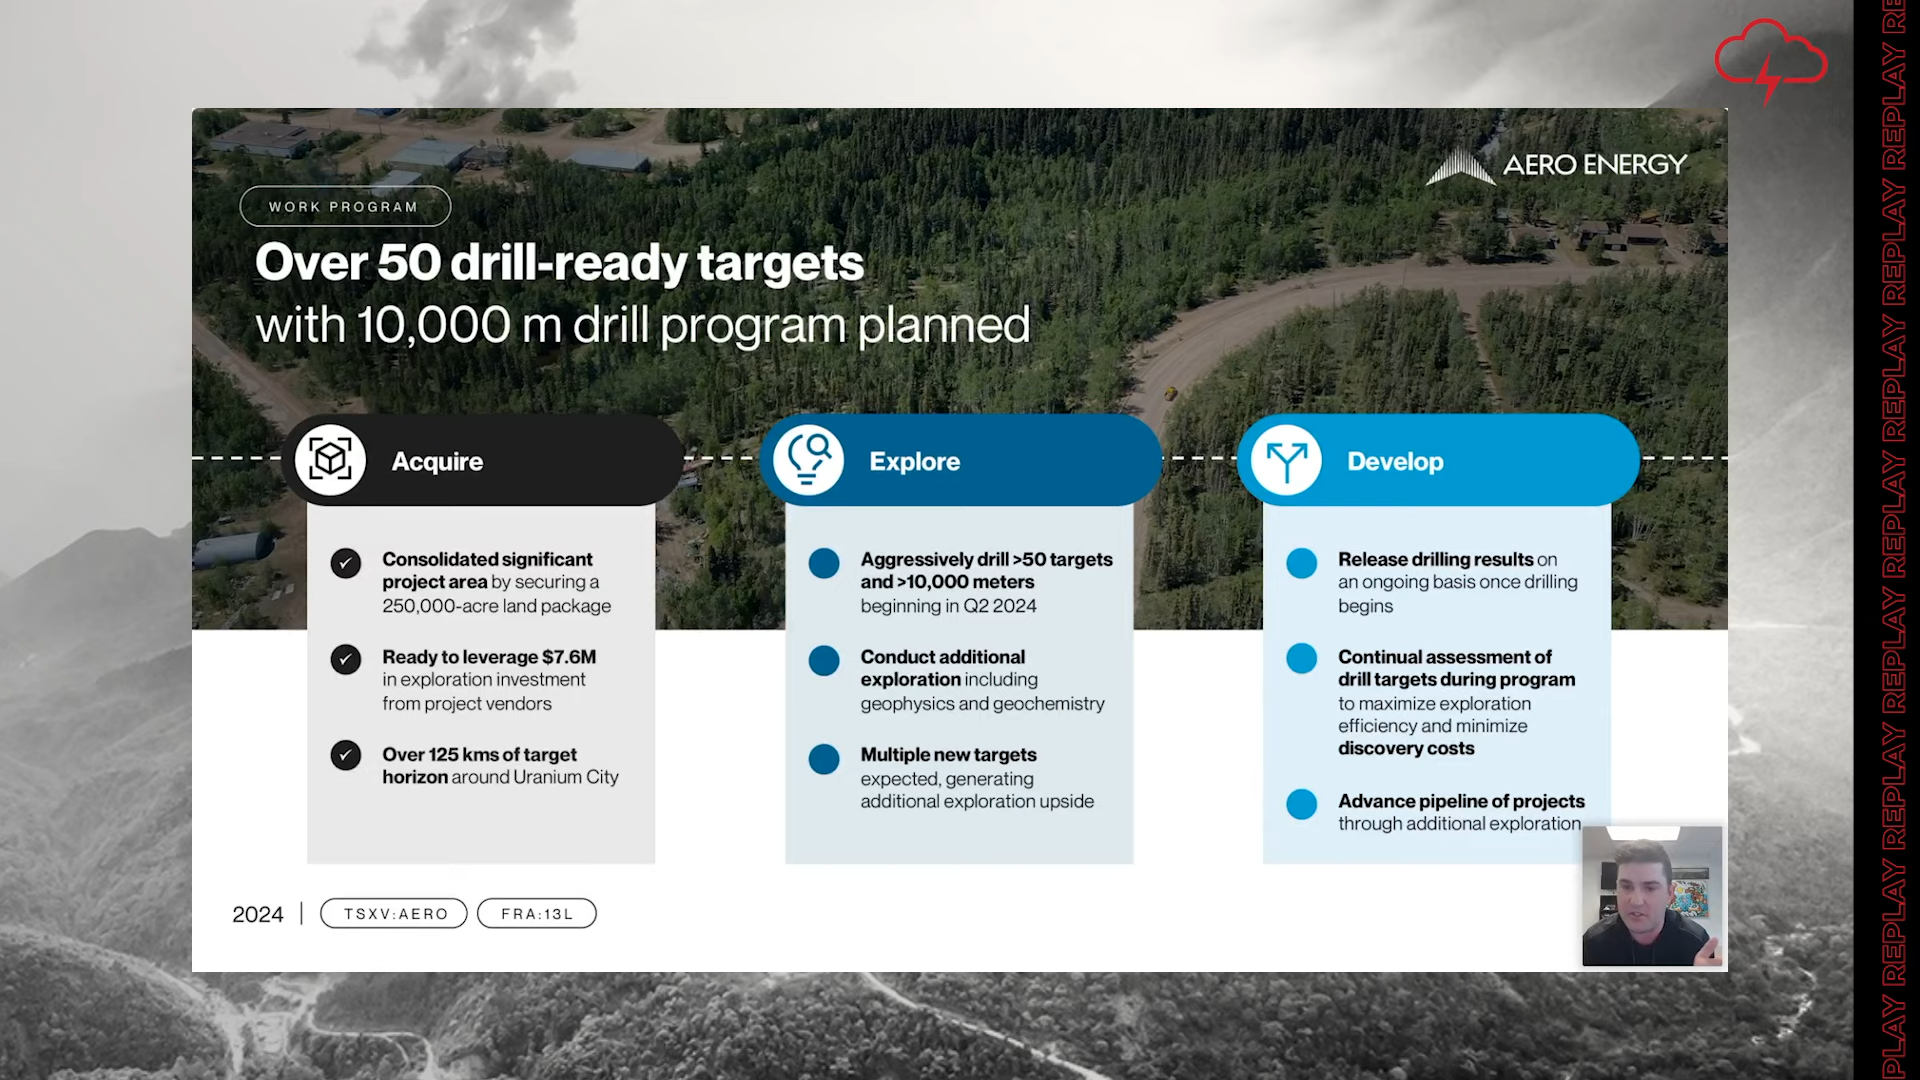 AERO ENERGY
WORK PROGRAM
Over 50 drill-ready targets
with 10,000 m drill program planned
Acquire
Consolidated significant
project area by securing a
250,000-acre land package
Ready to leverage $7.6M
in exploration investment
from project vendors
Over 125 kms of target
horizon around Uranium City
Explore
Aggressively drill >50 targets
and >10,000 meters
beginning in Q2 2024
Conduct additional
exploration including
geophysics and geochemistry
Multiple new targets
expected, generating
additional exploration upside
Develop
Release drilling results on
an ongoing basis once drilling
begins
Continual assessment of
drill targets during program
to maximize exploration
efficiency and minimize
discovery costs
Advance pipeline of projects
through additional exploration
2024 | TSXV:AERO FRA:13L
PLAY REPLAY REPLAY REPLAY REPLAY REPLAY REPLAY REPLAY REPLAY REPLAY REPLAY REPLAY RE